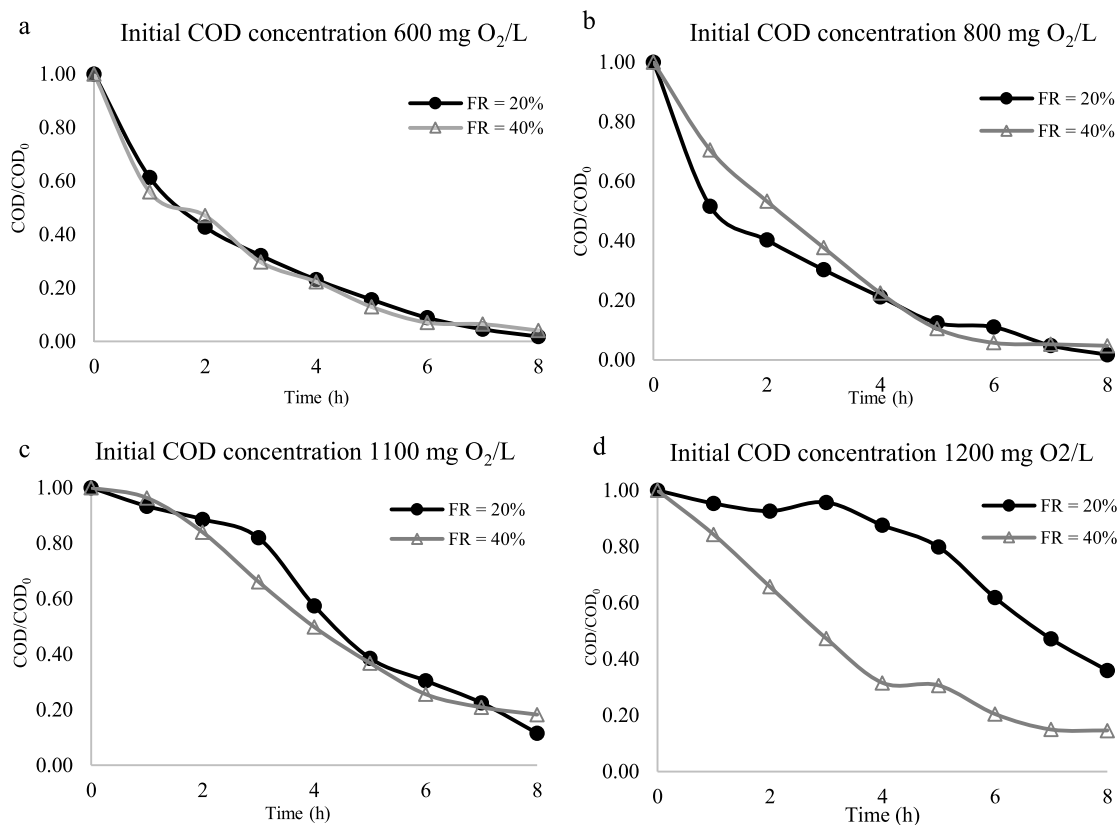 a
Initial COD concentration 600 mg O₂/L
1.00
0.80
0.60
0.40
0.20
0.00
COD/COD₀
FR = 20%
FR = 40%
0 2 4 6 8
Time (h)
b
Initial COD concentration 800 mg O₂/L
1.00
0.80
0.60
0.40
0.20
0.00
COD/COD₀
FR = 20%
FR = 40%
0 2 4 6 8
Time (h)
c
Initial COD concentration 1100 mg O₂/L
1.00
0.80
0.60
0.40
0.20
0.00
COD/COD₀
FR = 20%
FR = 40%
0 2 4 6 8
Time (h)
d
Initial COD concentration 1200 mg O2/L
1.00
0.80
0.60
0.40
0.20
0.00
COD/COD₀
FR = 20%
FR = 40%
0 2 4 6 8
Time (h)